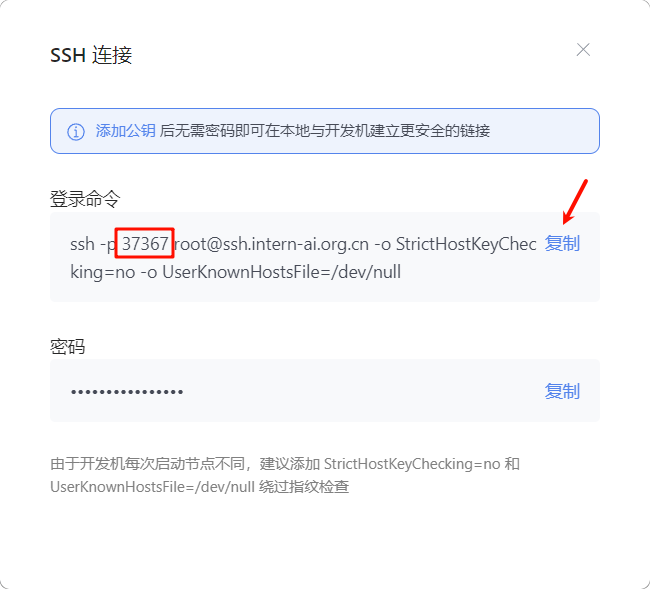 SSH 连接
添加公钥 后无需密码即可在本地与开发机建立更安全的链接
登录命令
ssh -p 37367 root@ssh.intern-ai.org.cn -o StrictHostKeyChec 复制
king=no -o UserKnownHostsFile=/dev/null
密码
•••••••••••••••• 复制
由于开发机每次启动节点不同，建议添加 StrictHostKeyChecking=no 和
UserKnownHostsFile=/dev/null 绕过指纹检查